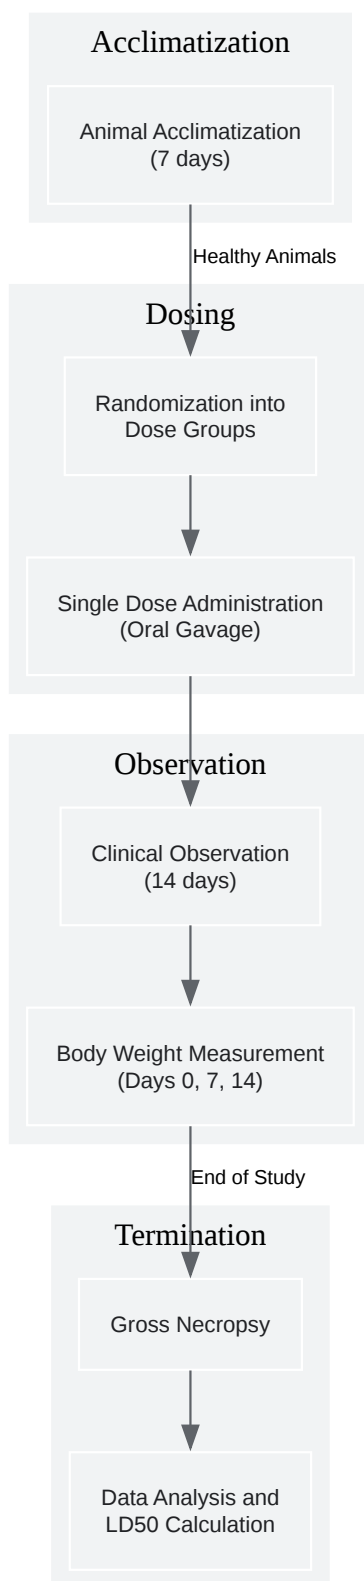 Acclimatization
Animal Acclimatization
(7 days)
Healthy Animals
Dosing
Randomization into
Dose Groups
Single Dose Administration
(Oral Gavage)
Observation
Clinical Observation
(14 days)
Body Weight Measurement
(Days 0, 7, 14)
End of Study
Termination
Gross Necropsy
Data Analysis and
LD50 Calculation